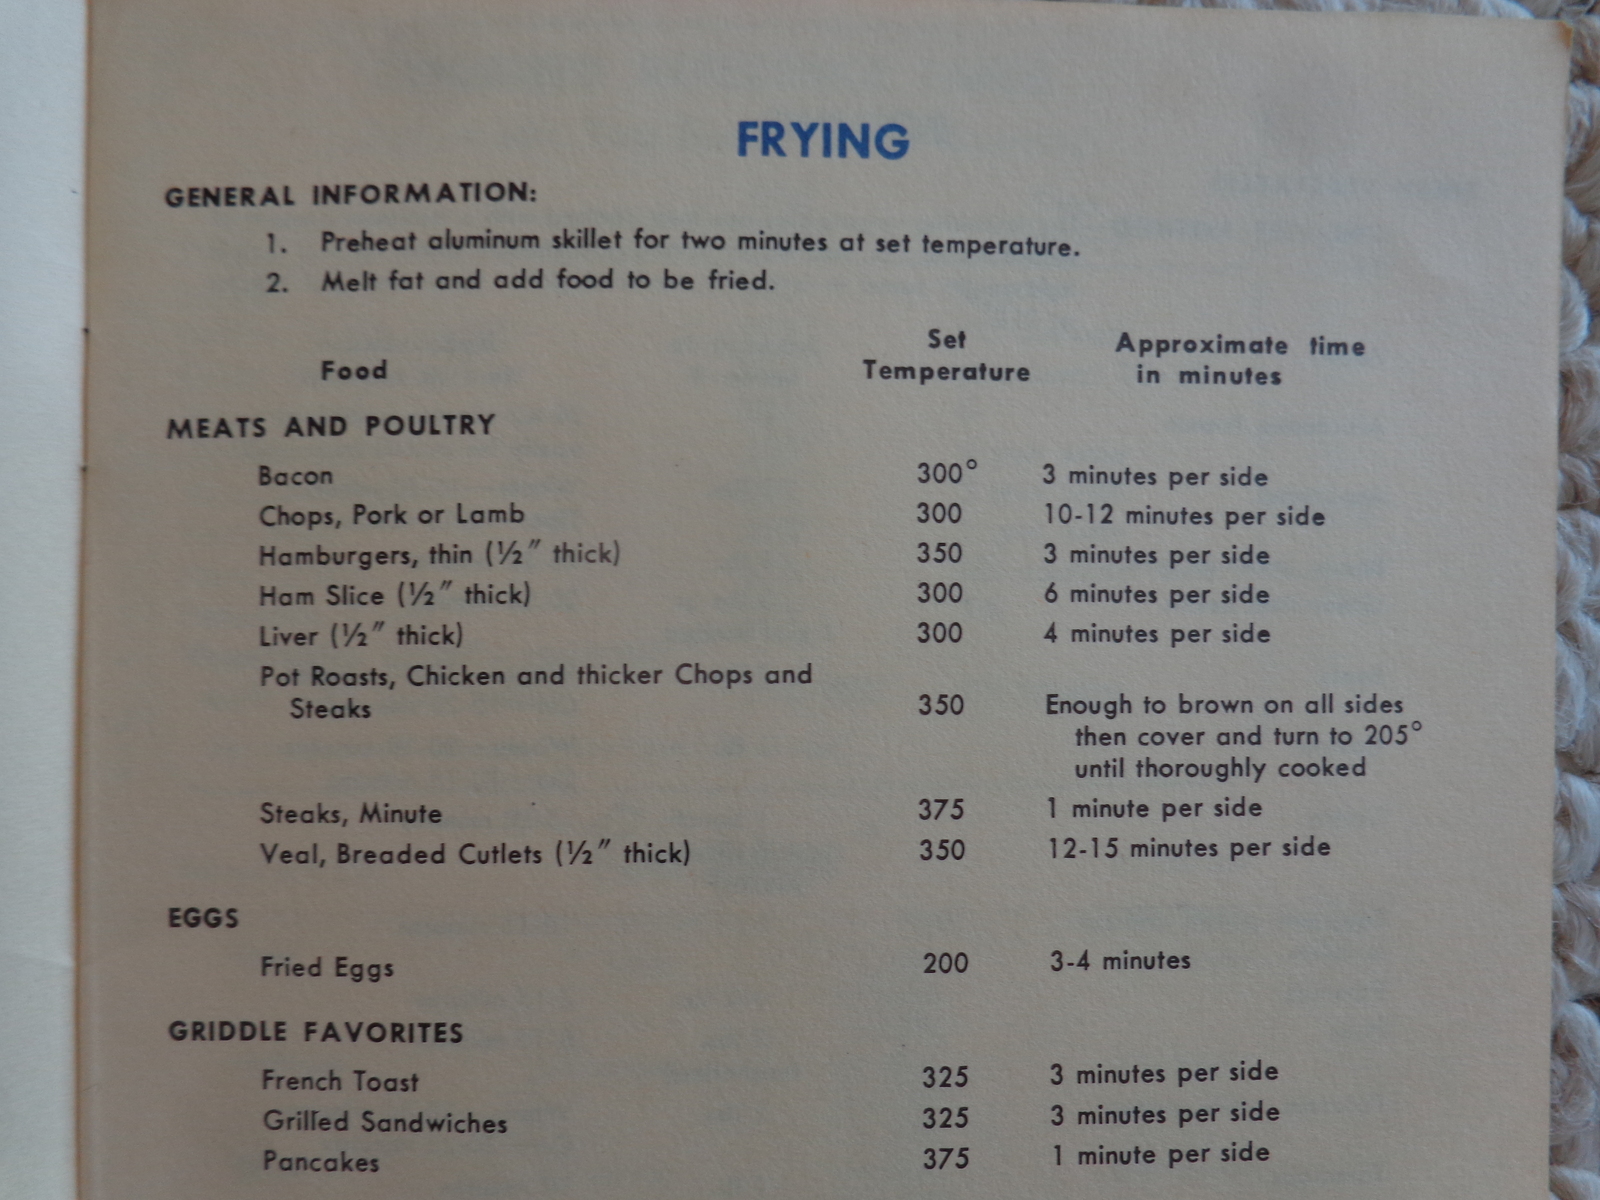 FRYING
GENERAL INFORMATION:
1. Preheat aluminum skillet for two minutes at set temperature.
2. Melt fat and add food to be fried.
Food Set Temperature Approximate time in minutes
MEATS AND POULTRY
Bacon 300° 3 minutes per side
Chops, Pork or Lamb 300 10-12 minutes per side
Hamburgers, thin (½" thick) 350 3 minutes per side
Ham Slice (½" thick) 300 6 minutes per side
Liver (½" thick) 300 4 minutes per side
Pot Roasts, Chicken and thicker Chops and
Steaks 350 Enough to brown on all sides
then cover and turn to 205°
until thoroughly cooked
Steaks, Minute 375 1 minute per side
Veal, Breaded Cutlets (½" thick) 350 12-15 minutes per side
EGGS
Fried Eggs 200 3-4 minutes
GRIDDLE FAVORITES
French Toast 325 3 minutes per side
Grilled Sandwiches 325 3 minutes per side
Pancakes 375 1 minute per side